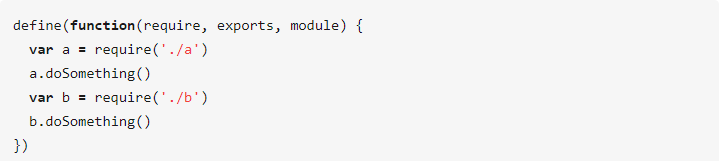 define(function(require, exports, module) {
  var a = require('./a')
  a.doSomething()
  var b = require('./b')
  b.doSomething()
})